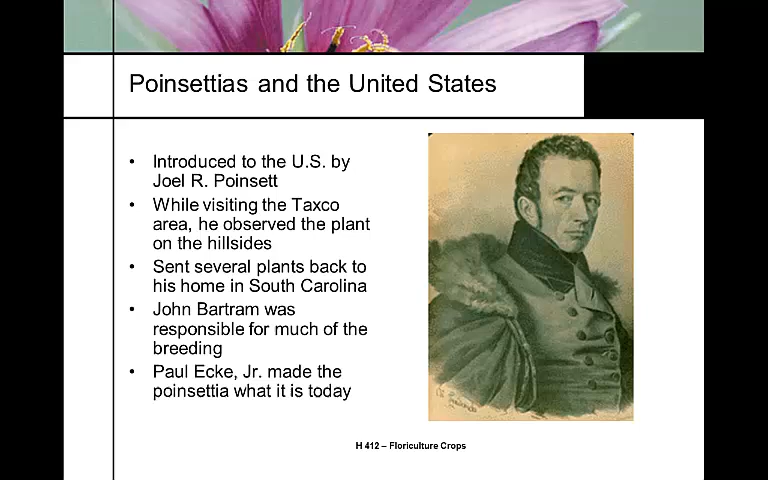 Poinsettias and the United States
• Introduced to the U.S. by
Joel R. Poinsett
• While visiting the Taxco
area, he observed the plant
on the hillsides
• Sent several plants back to
his home in South Carolina
• John Bartram was
responsible for much of the
breeding
• Paul Ecke, Jr. made the
poinsettia what it is today
H 412 – Floriculture Crops